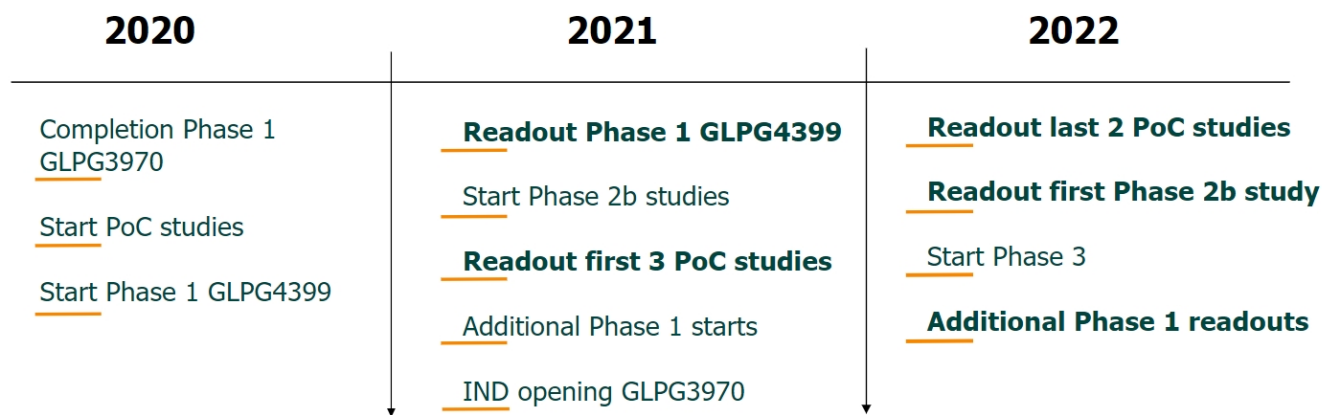 2020
Completion Phase 1
GLPG3970
Start PoC studies
Start Phase 1 GLPG4399
2021
Readout Phase 1 GLPG4399
Start Phase 2b studies
Readout first 3 PoC studies
Additional Phase 1 starts
IND opening GLPG3970
2022
Readout last 2 PoC studies
Readout first Phase 2b study
Start Phase 3
Additional Phase 1 readouts